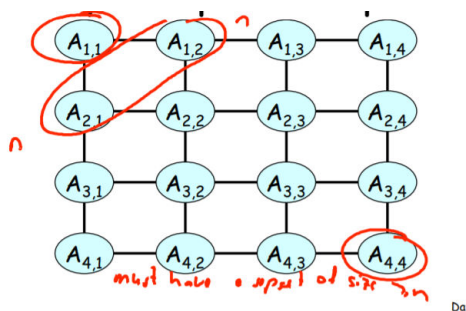 n
A1,1 A1,2 A1,3 A1,4
A2,1 A2,2 A2,3 A2,4
n
A3,1 A3,2 A3,3 A3,4
A4,1 A4,2 A4,3 A4,4
must have a sepset of size ≥n
Da